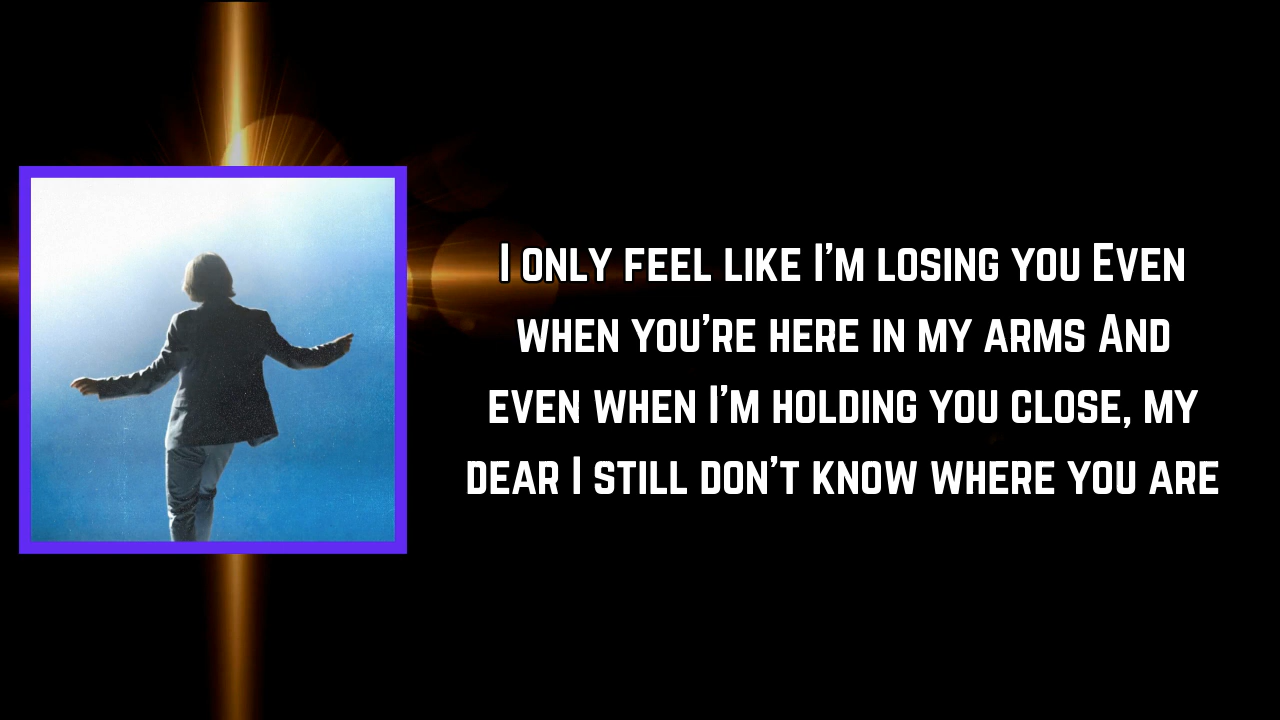 I ONLY FEEL LIKE I'M LOSING YOU EVEN
WHEN YOU'RE HERE IN MY ARMS AND
EVEN WHEN I'M HOLDING YOU CLOSE, MY
DEAR I STILL DON'T KNOW WHERE YOU ARE